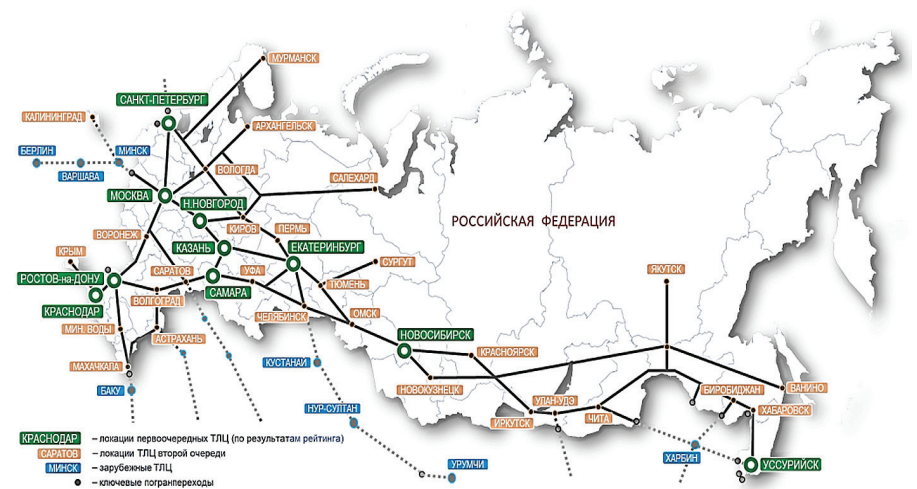 МУРМАНСК
САНКТ-ПЕТЕРБУРГ
КАЛИНИНГРАД
АРХАНГЕЛЬСК
БЕРЛИН
МИНСК
ВАРШАВА
ВОЛОГДА
САЛЕХАРД
МОСКВА
Н.НОВГОРОД
РОССИЙСКАЯ ФЕДЕРАЦИЯ
КИРОВ
ПЕРМЬ
ВОРОНЕЖ
КАЗАНЬ
ЕКАТЕРИНБУРГ
КРЫМ
СУРГУТ
ЯКУТСК
РОСТОВ-на-ДОНУ
САРАТОВ
УФА
ТЮМЕНЬ
САМАРА
КРАСНОДАР
ВОЛГОГРАД
ЧЕЛЯБИНСК
ОМСК
МИН. ВОДЫ
АСТРАХАНЬ
НОВОСИБИРСК
КРАСНОЯРСК
МАХАЧКАЛА
КУСТАНАЙ
НОВОКУЗНЕЦК
БАКУ
УЛАН-УДЭ
БИРОБИДЖАН
ВАНИНО
НУР-СУЛТАН
ИРКУТСК
ЧИТА
ХАБАРОВСК
ХАРБИН
УРУМЧИ
УССУРИЙСК
КРАСНОДАР – локации первоочередных ТЛЦ (по результатам рейтинга)
САРАТОВ – локации ТЛЦ второй очереди
МИНСК – зарубежные ТЛЦ
– ключевые погранпереходы